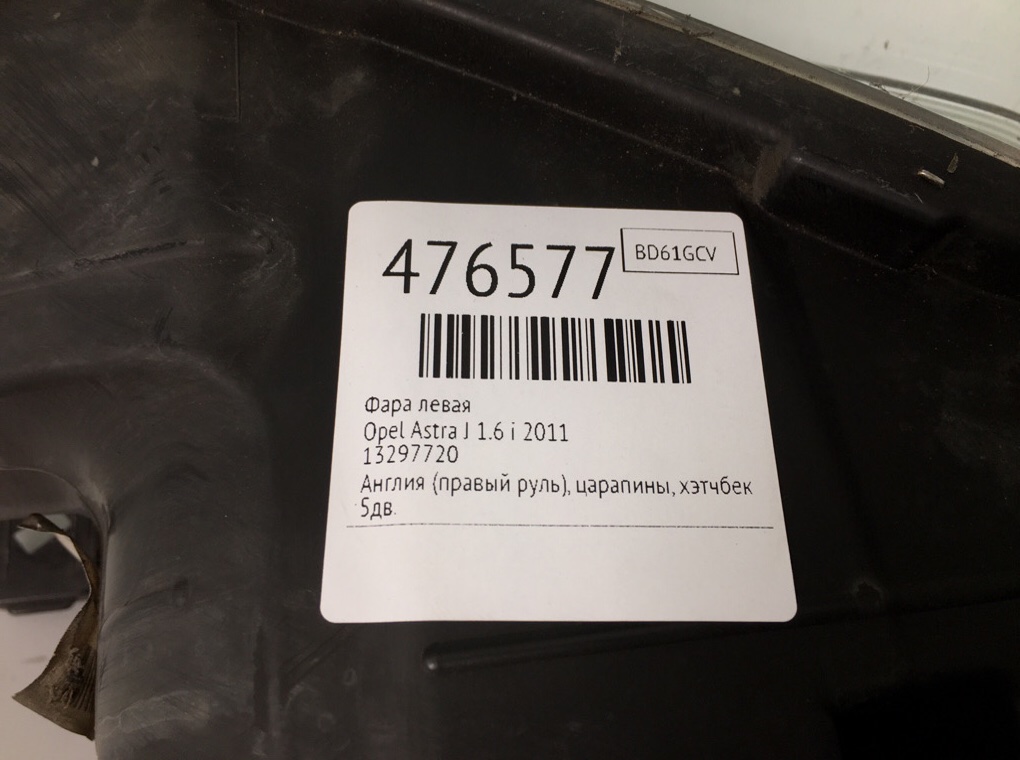 476577
BD61GCV
Фара левая
Opel Astra J 1.6 i 2011
13297720
Англия (правый руль), царапины, хэтчбек
5дв.